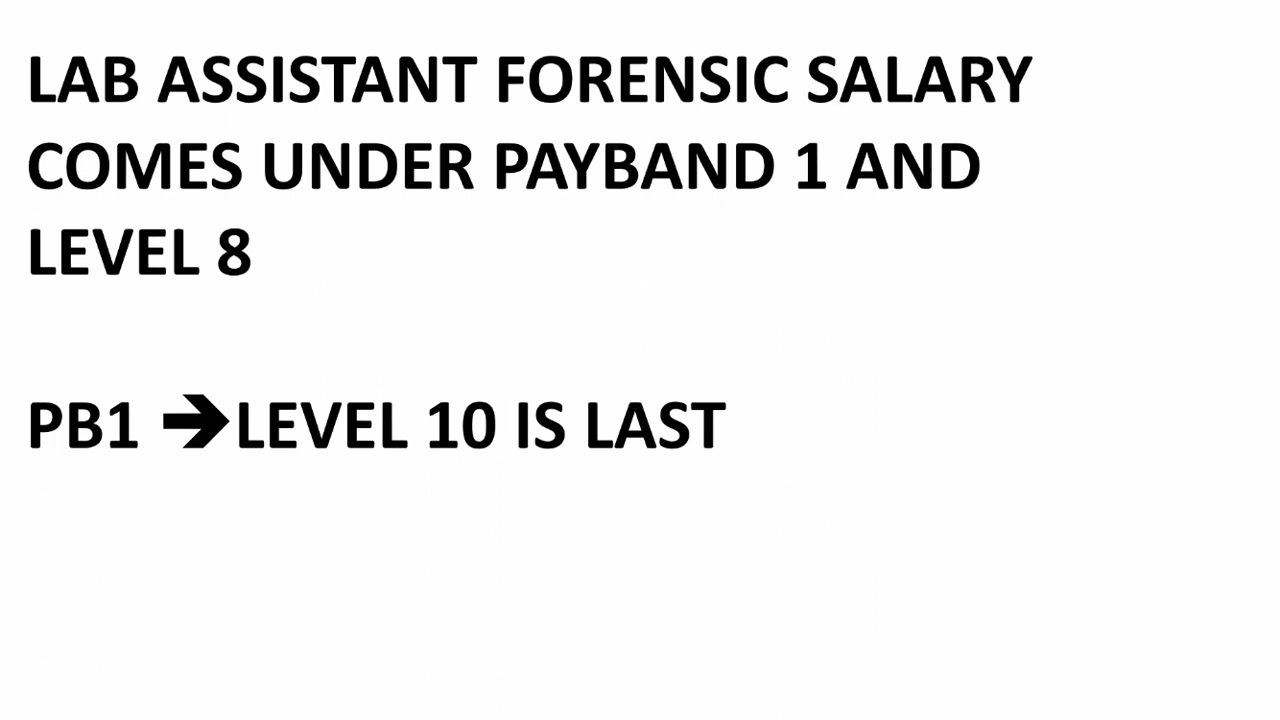 LAB ASSISTANT FORENSIC SALARY
COMES UNDER PAYBAND 1 AND
LEVEL 8
PB1 ➔LEVEL 10 IS LAST